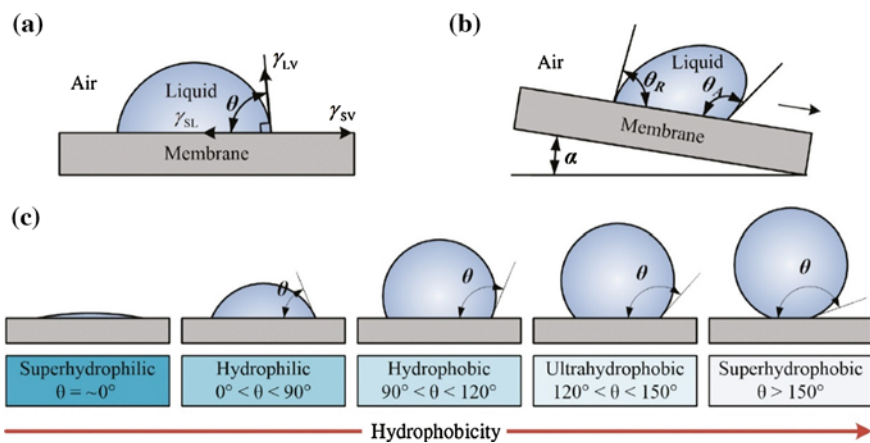 (a)
γLV
Air
Liquid
θ
γSL
γSV
Membrane
(b)
Air
Liquid
θR
θA
Membrane
α
(c)
θ
θ
θ
θ
Superhydrophilic
θ = ~0°
Hydrophilic
0° < θ < 90°
Hydrophobic
90° < θ < 120°
Ultrahydrophobic
120° < θ < 150°
Superhydrophobic
θ > 150°
Hydrophobicity